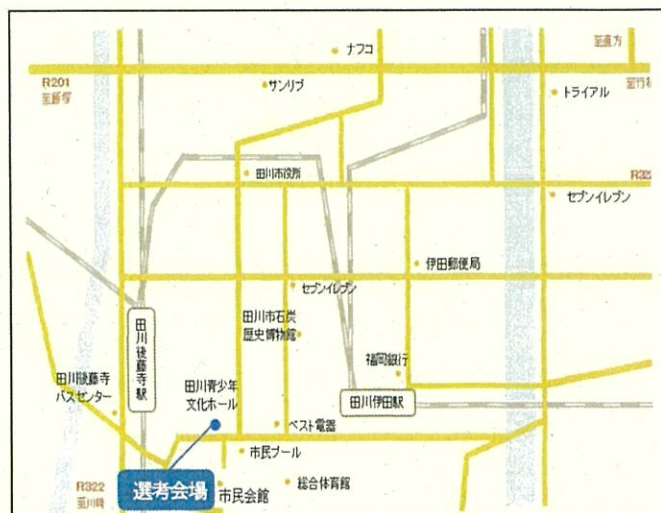 ナフコ
至直方
R201
至飯塚
サンリブ
トライアル
至行橋
田川市役所
R322
セブンイレブン
伊田郵便局
セブンイレブン
田川市石炭
歴史博物館
田川後藤寺駅
福岡銀行
田川後藤寺
バスセンター
田川青少年
文化ホール
田川伊田駅
ベスト電器
市民プール
R322
至川崎
選考会場
市民会館
総合体育館